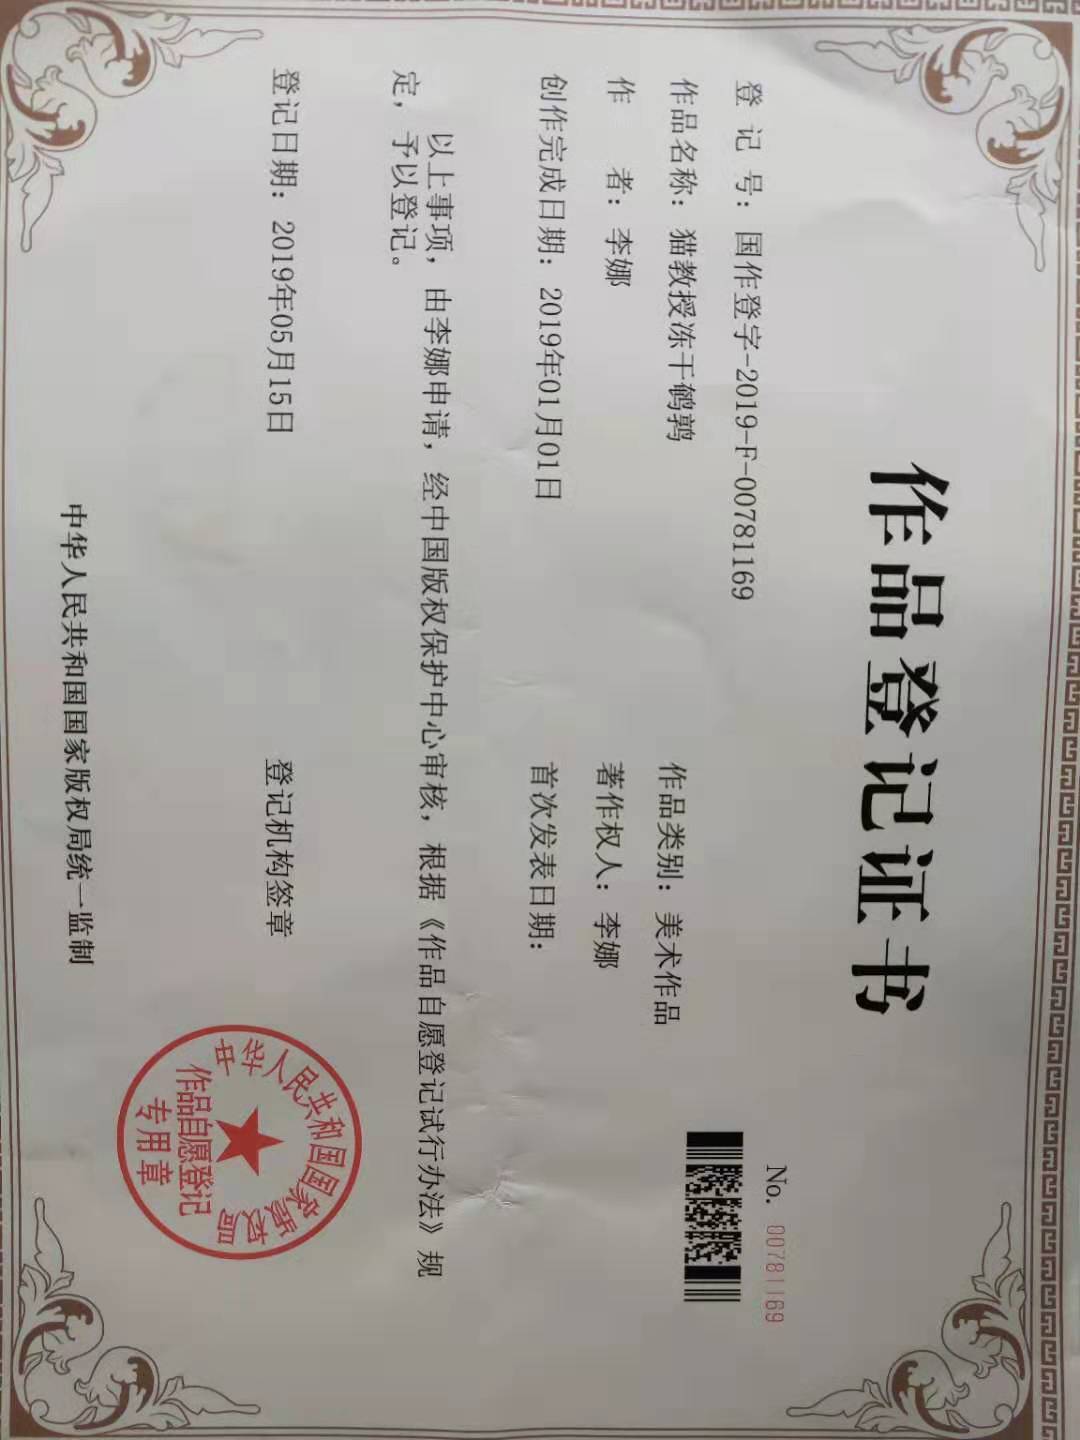 作品登记证书
No. 00781169
登 记 号：国作登字-2019-F-00781169
作品名称：猫教授冻干鹌鹑
作品类别：美术作品
作　　者：李娜
著作权人：李娜
创作完成日期：2019年01月01日
首次发表日期：
以上事项，由李娜申请，经中国版权保护中心审核，根据《作品自愿登记试行办法》规
定，予以登记。
登记日期：2019年05月15日
登记机构签章
中华人民共和国国家版权局
作品自愿登记
专用章
中华人民共和国国家版权局统一监制